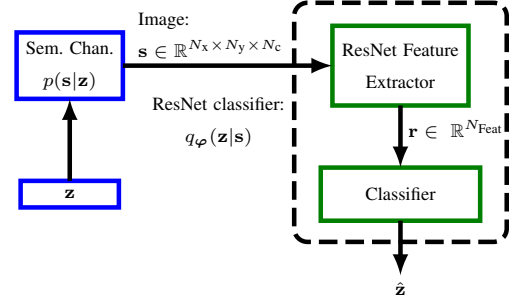 Image:
Sem. Chan.
p(𝐬|𝐳)
𝐬 ∈ ℝ^{N_x×N_y×N_c}
ResNet Feature
Extractor
ResNet classifier:
q_𝛗(𝐳|𝐬)
𝐫 ∈ ℝ^{N_Feat}
𝐳
Classifier
𝐳̂